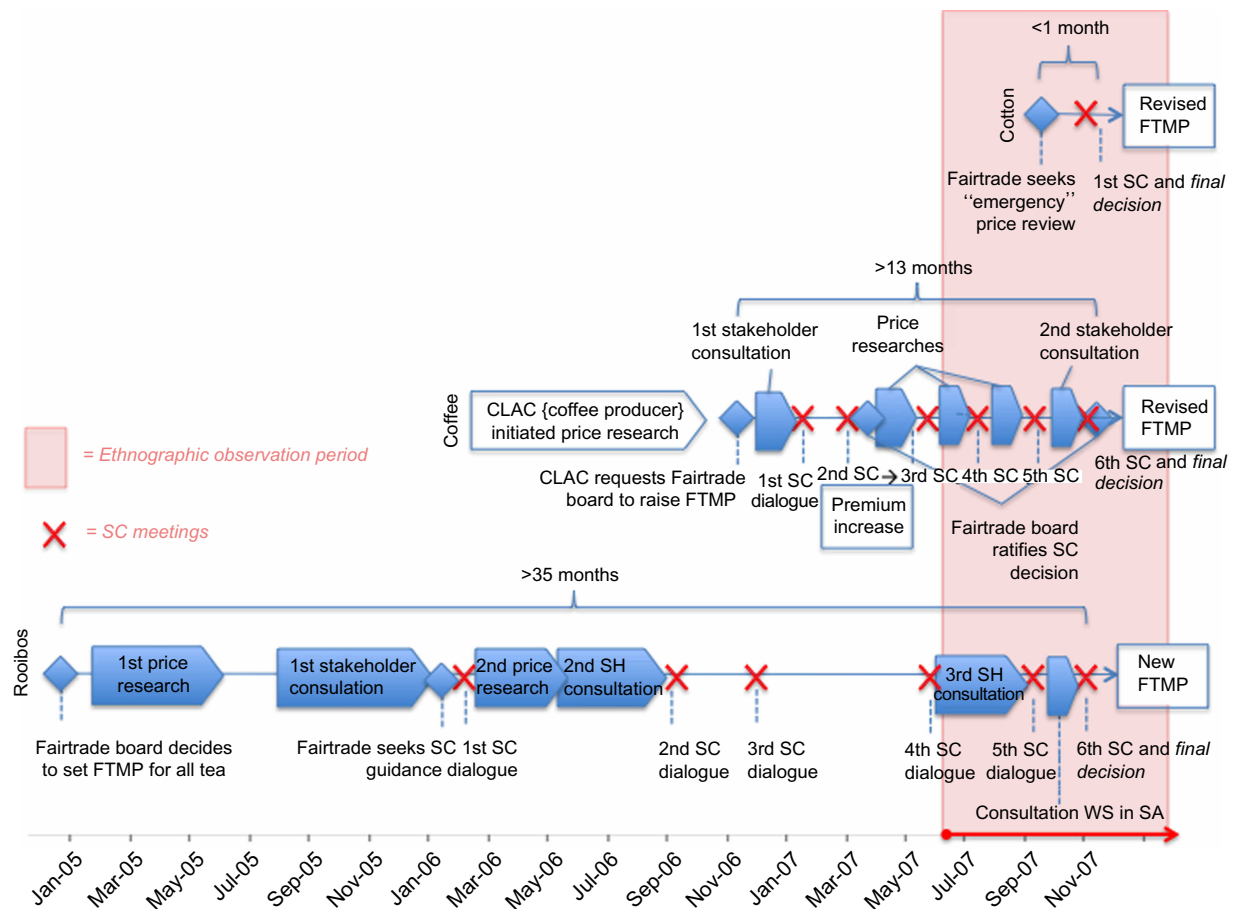 <1 month
Cotton
Revised
FTMP
Fairtrade seeks
‘‘emergency’’
price review
1st SC and final
decision
>13 months
1st stakeholder
consultation
Price
researches
2nd stakeholder
consultation
Coffee
CLAC {coffee producer}
initiated price research
Revised
FTMP
CLAC requests Fairtrade
board to raise FTMP
1st SC
dialogue
2nd SC
Premium
increase
3rd SC
4th SC
5th SC
6th SC and final
decision
Fairtrade board
ratifies SC
decision
= Ethnographic observation period
= SC meetings
>35 months
Rooibos
1st price
research
1st stakeholder
consulation
2nd price
research
2nd SH
consultation
3rd SH
consultation
New
FTMP
Fairtrade board decides
to set FTMP for all tea
Fairtrade seeks SC
guidance
1st SC
dialogue
2nd SC
dialogue
3rd SC
dialogue
4th SC
dialogue
5th SC
dialogue
6th SC and final
decision
Consultation WS in SA
Jan-05
Mar-05
May-05
Jul-05
Sep-05
Nov-05
Jan-06
Mar-06
May-06
Jul-06
Sep-06
Nov-06
Jan-07
Mar-07
May-07
Jul-07
Sep-07
Nov-07